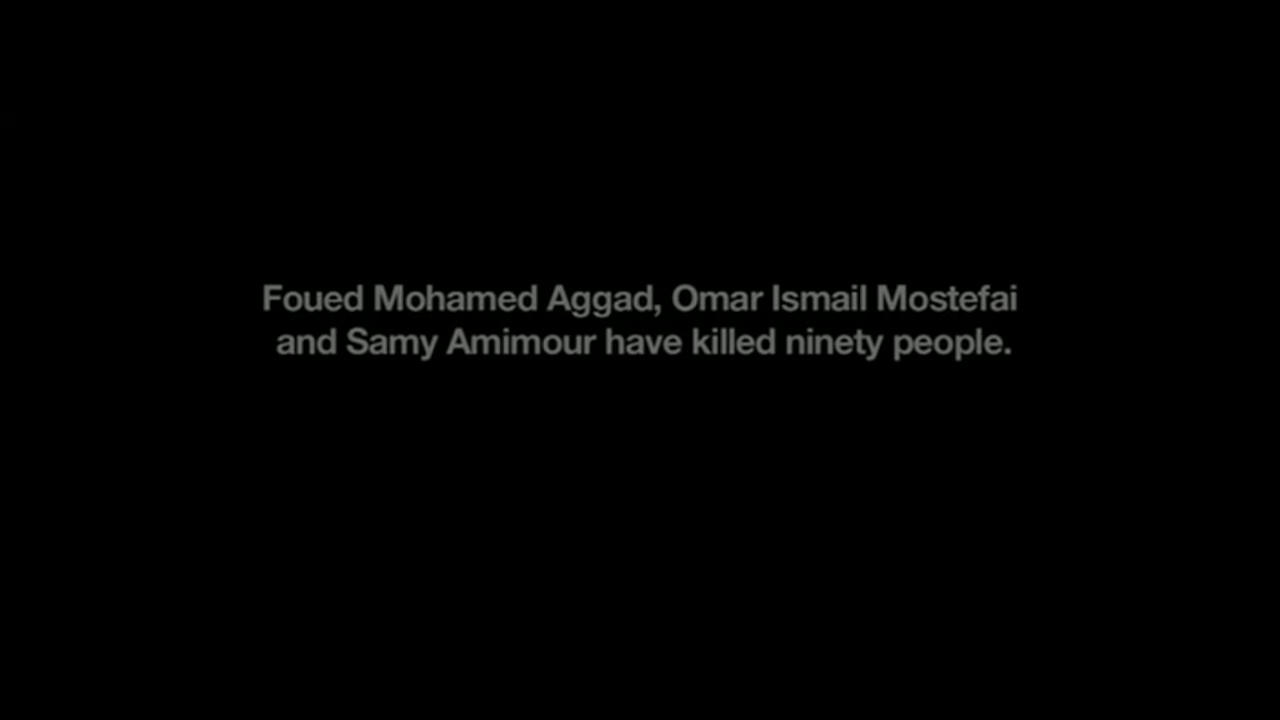 Foued Mohamed Aggad, Omar Ismail Mostefai
and Samy Amimour have killed ninety people.